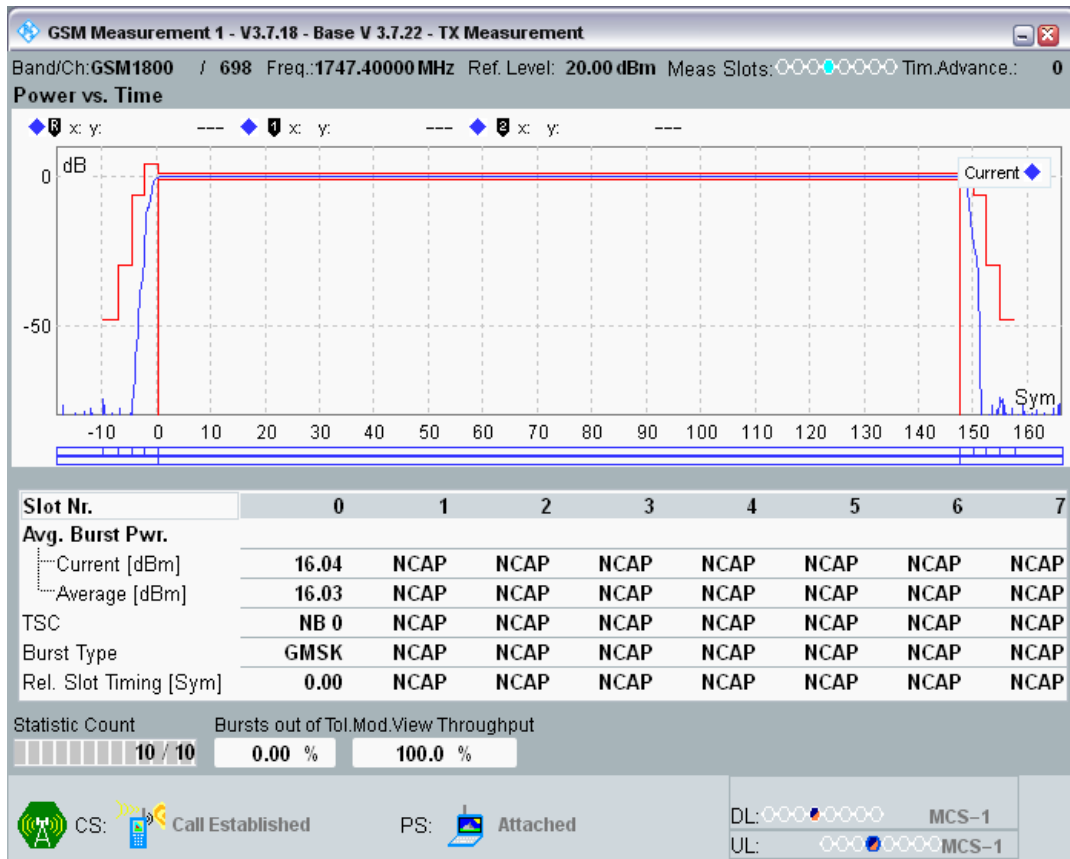 GSM Measurement 1 - V3.7.18 - Base V 3.7.22 - TX Measurement
Band/Ch:GSM1800 / 698 Freq.:1747.40000 MHz Ref. Level: 20.00 dBm Meas Slots: Tim.Advance.: 0
Power vs. Time
R x: y: --- 1 x: y: --- 2 x: y: ---
dB
Current
0
-50
Sym
-10 0 10 20 30 40 50 60 70 80 90 100 110 120 130 140 150 160
Slot Nr. 0 1 2 3 4 5 6 7
Avg. Burst Pwr.
Current [dBm] 16.04 NCAP NCAP NCAP NCAP NCAP NCAP NCAP
Average [dBm] 16.03 NCAP NCAP NCAP NCAP NCAP NCAP NCAP
TSC NB 0 NCAP NCAP NCAP NCAP NCAP NCAP NCAP
Burst Type GMSK NCAP NCAP NCAP NCAP NCAP NCAP NCAP
Rel. Slot Timing [Sym] 0.00 NCAP NCAP NCAP NCAP NCAP NCAP NCAP
Statistic Count Bursts out of Tol.Mod.View Throughput
10 / 10 0.00 % 100.0 %
CS: Call Established PS: Attached DL: MCS-1
UL: MCS-1